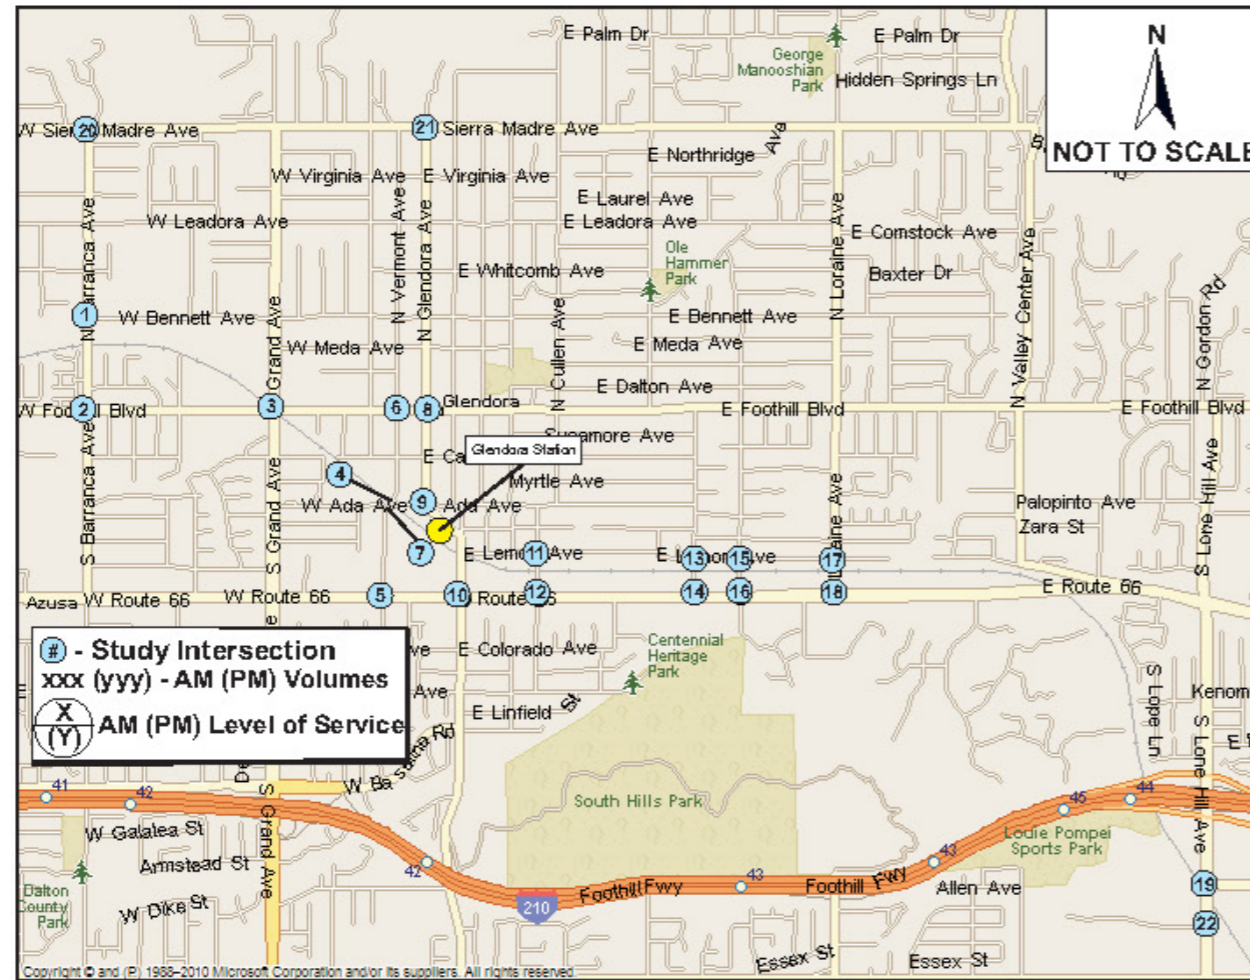 E Palm Dr
E Palm Dr
George
Manooshian
Park
Hidden Springs Ln
N
NOT TO SCALE
20
W Sierra Madre Ave
21
Sierra Madre Ave
E Northridge Ave
W Virginia Ave
E Virginia Ave
E Laurel Ave
W Leadora Ave
E Leadora Ave
N Barranca Ave
N Vermont Ave
N Glendora Ave
N Loraine Ave
E Comstock Ave
Ole
Hammer
Park
E Whitcomb Ave
Baxter Dr
N Valley Center Ave
N Gordon Rd
1
W Bennett Ave
E Bennett Ave
Grand Ave
N Cullen Ave
W Meda Ave
E Meda Ave
E Dalton Ave
W Foothill Blvd
2
3
6
8
Glendora
E Foothill Blvd
E Foothill Blvd
Sycamore Ave
E Ca
Glendora Station
4
Myrtle Ave
S Barranca Ave
S Grand Ave
W Ada Ave
9
Ada Ave
Palopinto Ave
Zara St
S Lone Hill Ave
7
E Lemon Ave
11
E Lemon Ave
13
15
17
Azusa
W Route 66
W Route 66
5
10
Route 66
12
14
16
18
E Route 66
# - Study Intersection
xxx (yyy) - AM (PM) Volumes
X
(Y)
AM (PM) Level of Service
ve
E Colorado Ave
Centennial
Heritage
Park
Ave
E Linfield St
S Lope Ln
Kenom
S Lone Hill Ave
41
42
S Grand Ave
South Hills Park
45
44
W Galatea St
Louie Pompei
Sports Park
Armstead St
42
43
43
Dalton
County
Park
W Dike St
210
Foothill Fwy
Foothill Fwy
Allen Ave
19
22
Essex St
Essex St
Copyright © and (P) 1988–2010 Microsoft Corporation and/or its suppliers. All rights reserved.